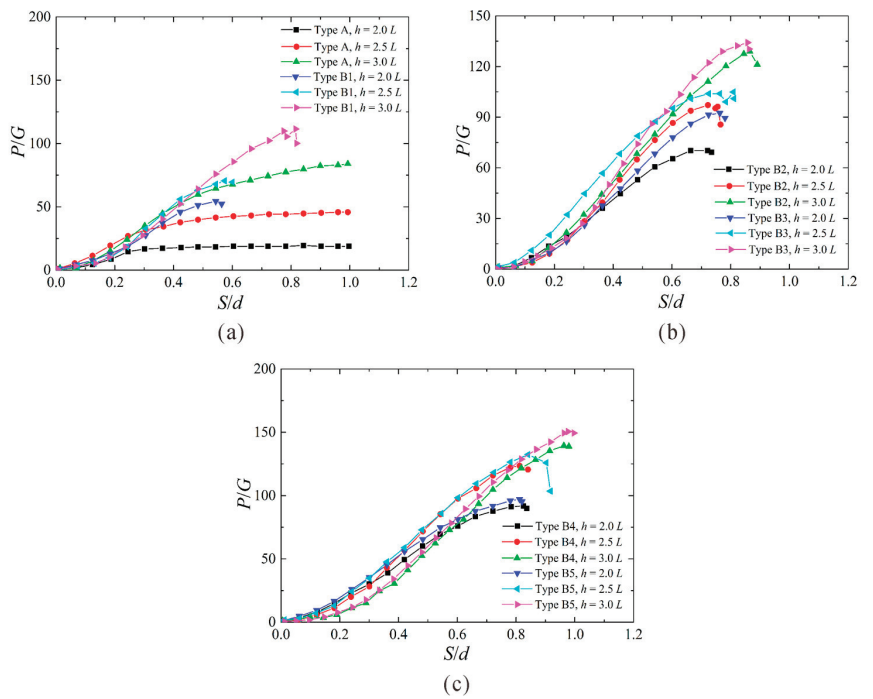 200
150
100
50
0
P/G
0.0 0.2 0.4 0.6 0.8 1.0 1.2
S/d
Type A, h = 2.0 L
Type A, h = 2.5 L
Type A, h = 3.0 L
Type B1, h = 2.0 L
Type B1, h = 2.5 L
Type B1, h = 3.0 L
(a)
150
120
90
60
30
0
P/G
0.0 0.2 0.4 0.6 0.8 1.0 1.2
S/d
Type B2, h = 2.0 L
Type B2, h = 2.5 L
Type B2, h = 3.0 L
Type B3, h = 2.0 L
Type B3, h = 2.5 L
Type B3, h = 3.0 L
(b)
200
150
100
50
0
P/G
0.0 0.2 0.4 0.6 0.8 1.0 1.2
S/d
Type B4, h = 2.0 L
Type B4, h = 2.5 L
Type B4, h = 3.0 L
Type B5, h = 2.0 L
Type B5, h = 2.5 L
Type B5, h = 3.0 L
(c)